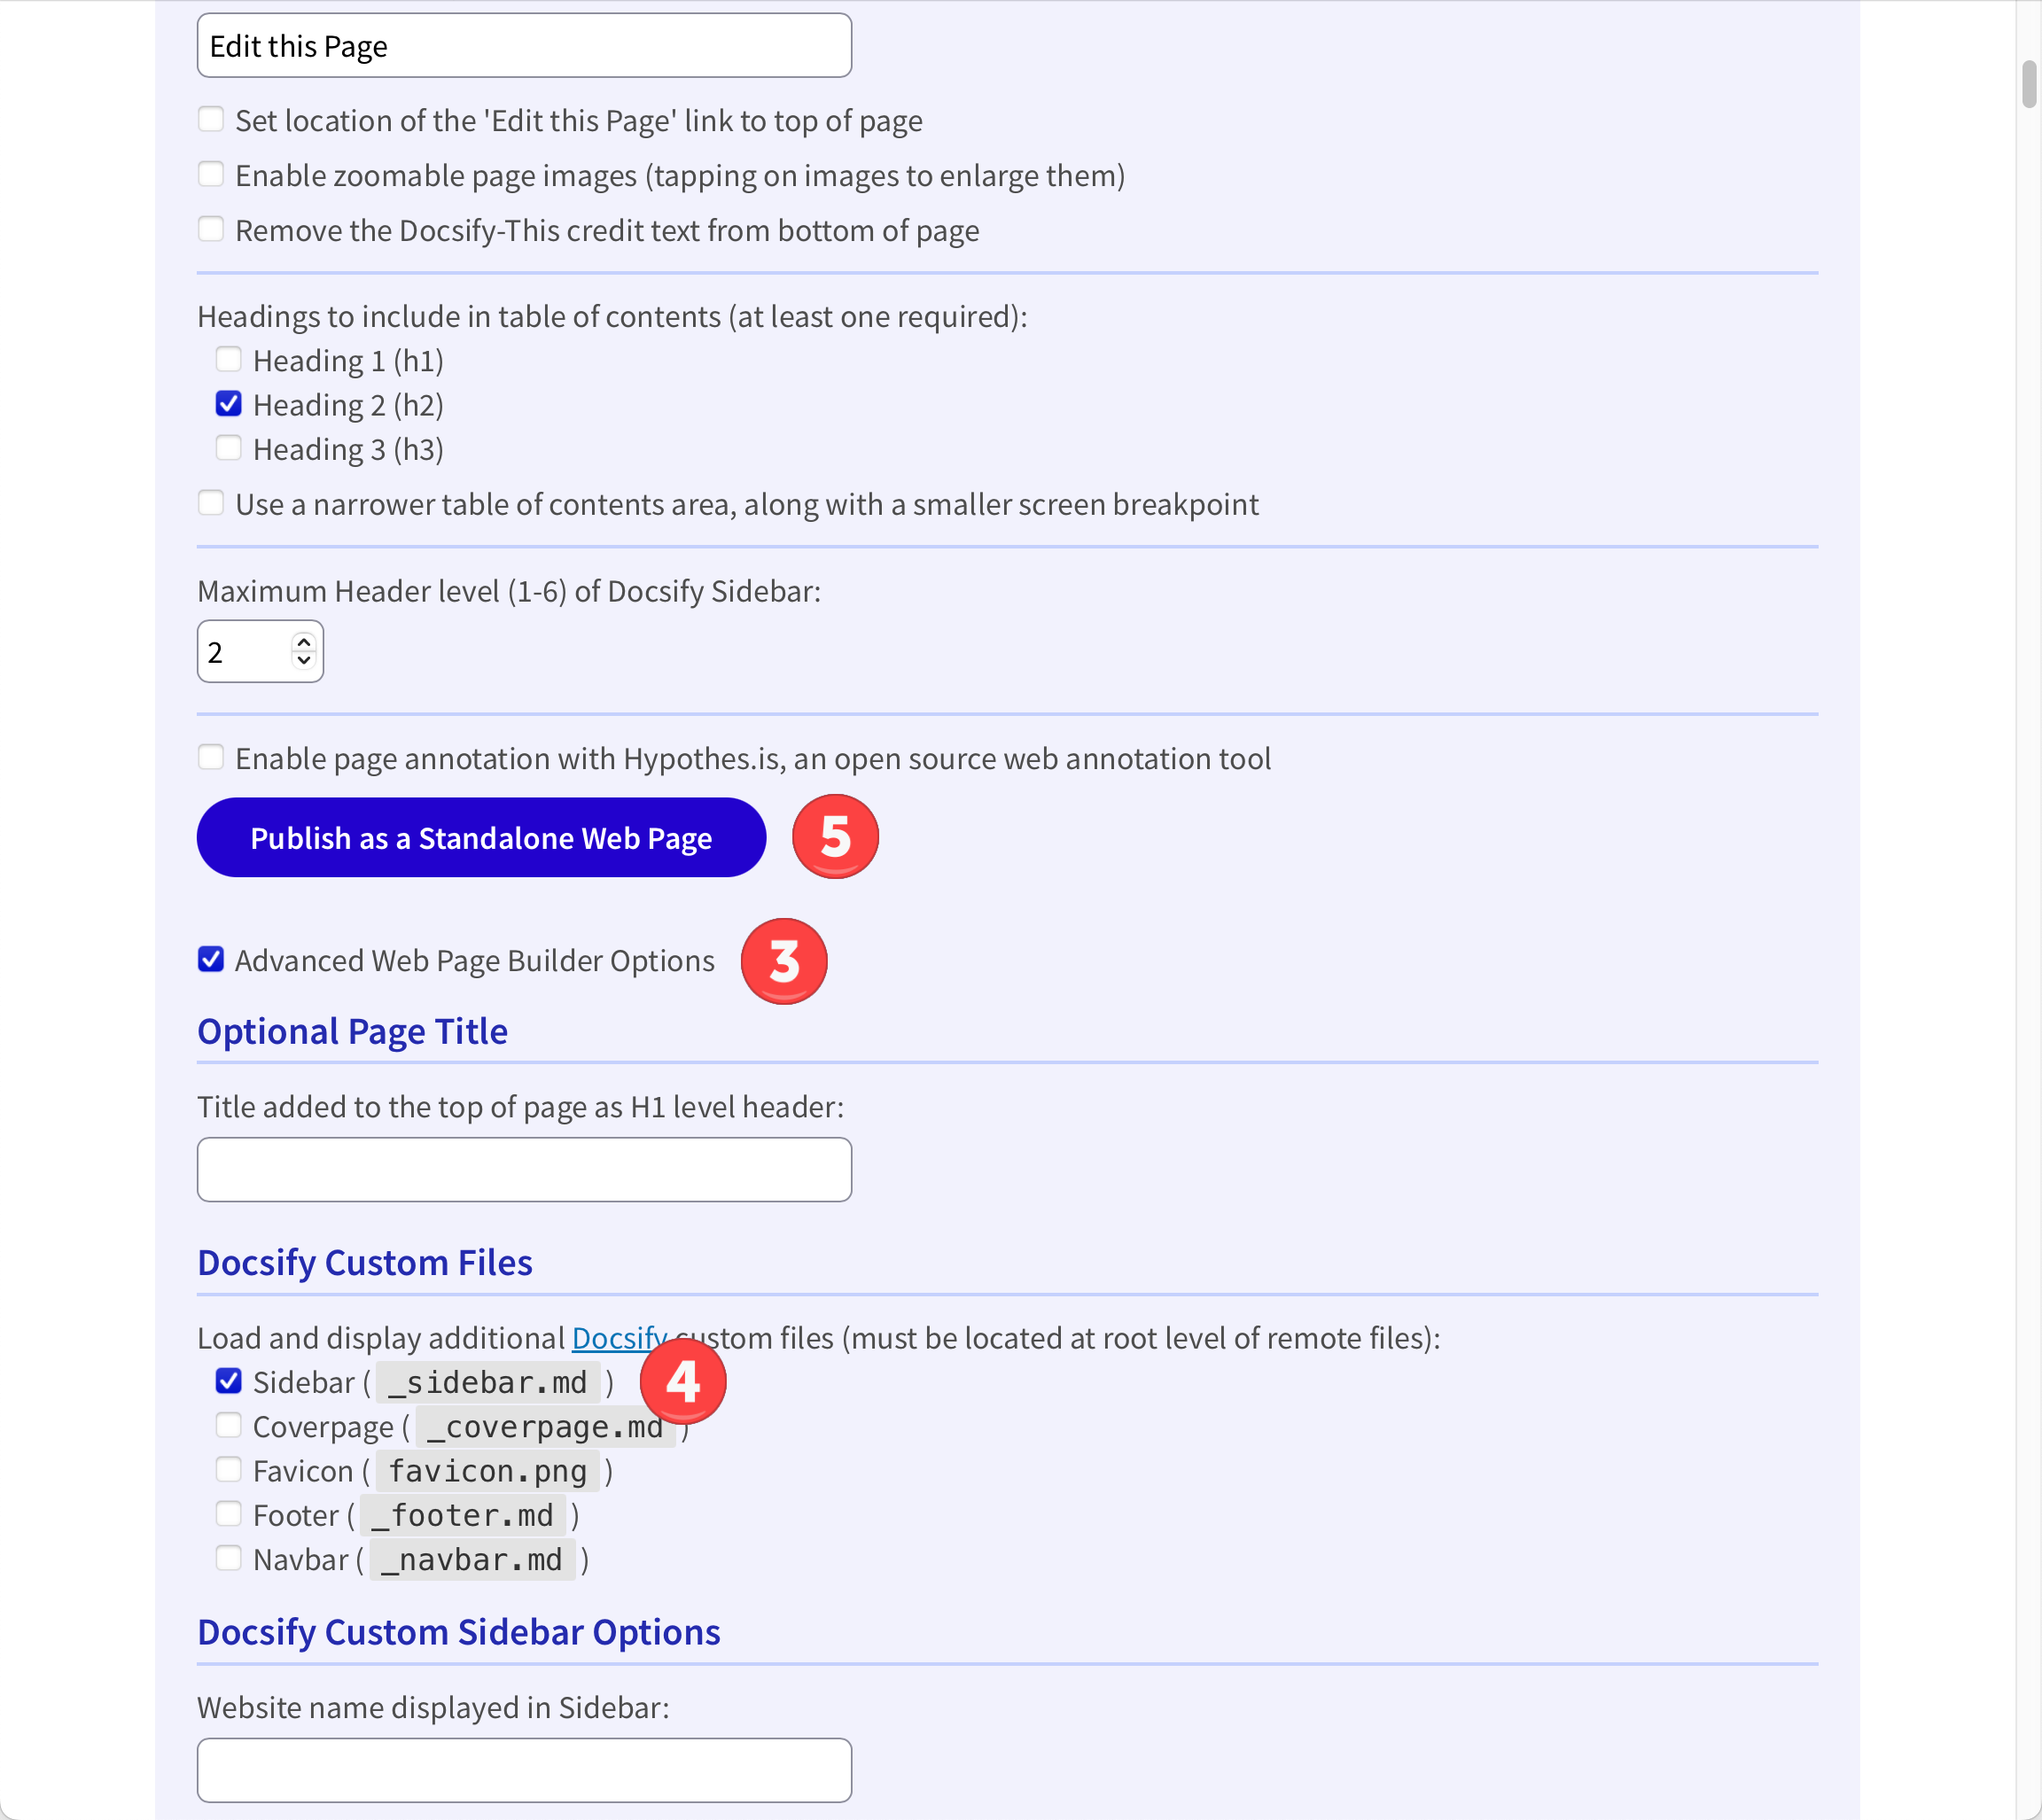 Edit this Page
Set location of the 'Edit this Page' link to top of page
Enable zoomable page images (tapping on images to enlarge them)
Remove the Docsify-This credit text from bottom of page
Headings to include in table of contents (at least one required):
Heading 1 (h1)
Heading 2 (h2)
Heading 3 (h3)
Use a narrower table of contents area, along with a smaller screen breakpoint
Maximum Header level (1-6) of Docsify Sidebar:
2
Enable page annotation with Hypothes.is, an open source web annotation tool
Publish as a Standalone Web Page 5
Advanced Web Page Builder Options 3
Optional Page Title
Title added to the top of page as H1 level header:
Docsify Custom Files
Load and display additional Docsify custom files (must be located at root level of remote files):
Sidebar ( _sidebar.md ) 4
Coverpage ( _coverpage.md )
Favicon ( favicon.png )
Footer ( _footer.md )
Navbar ( _navbar.md )
Docsify Custom Sidebar Options
Website name displayed in Sidebar: